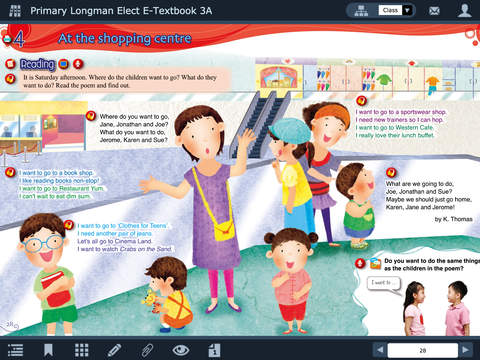 Primary Longman Elect E-Textbook 3A
Class
4
At the shopping centre
Reading
It is Saturday afternoon. Where do the children want to go? What do they
want to do? Read the poem and find out.
Where do you want to go,
Jane, Jonathan and Joe?
What do you want to do,
Jerome, Karen and Sue?
I want to go to a sportswear shop.
I need new trainers so I can hop.
I want to go to Western Cafe.
I really love their lunch buffet.
I want to go to a book shop.
I like reading books non-stop!
I want to go to Restaurant Yum.
I can't wait to eat dim sum.
What are we going to do,
Joe, Jonathan and Sue?
Maybe we should just go home,
Karen, Jane and Jerome!
by K. Thomas
I want to go to 'Clothes for Teens'.
I need another pair of jeans.
Let's all go to Cinema Land.
I want to watch Crabs on the Sand.
Do you want to do the same things
as the children in the poem?
I want to ...
28
28
1